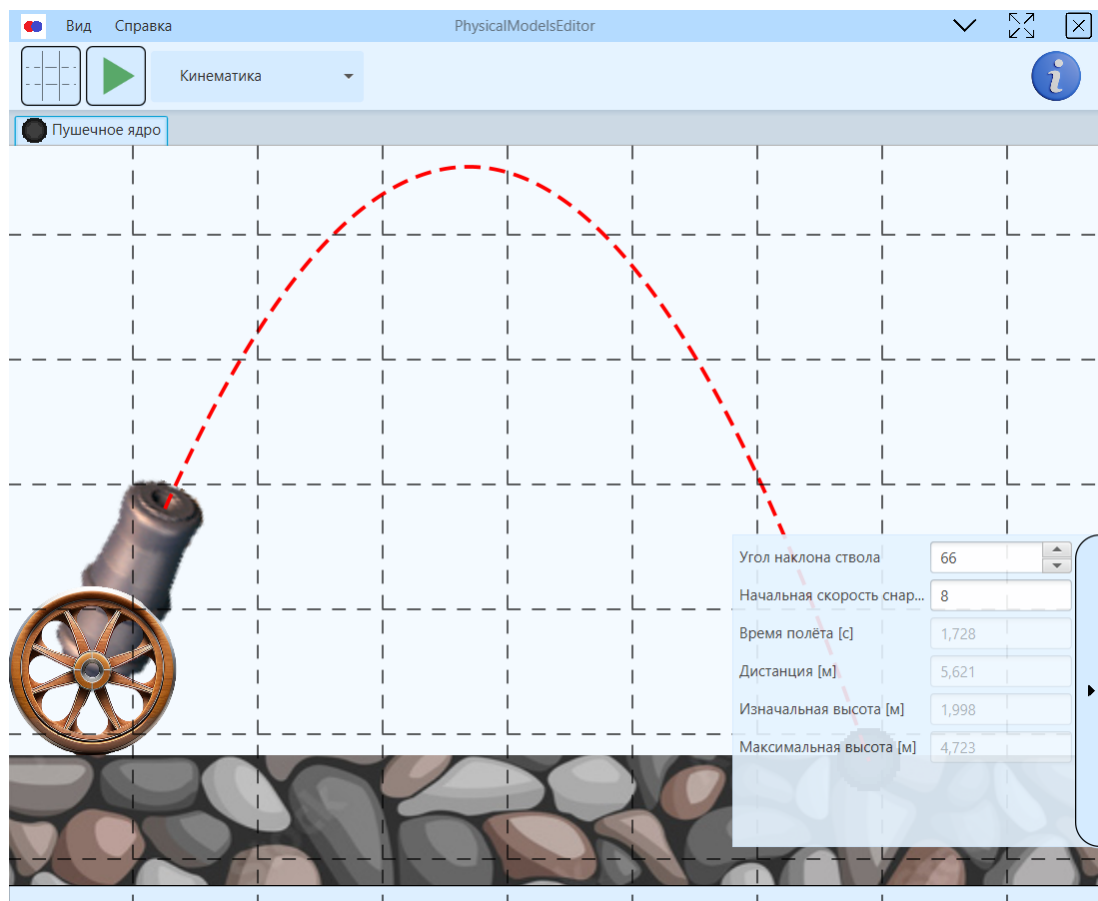 Вид Справка PhysicalModelsEditor
Кинематика
Пушечное ядро
Угол наклона ствола 66
Начальная скорость снар... 8
Время полёта [с] 1,728
Дистанция [м] 5,621
Изначальная высота [м] 1,998
Максимальная высота [м] 4,723